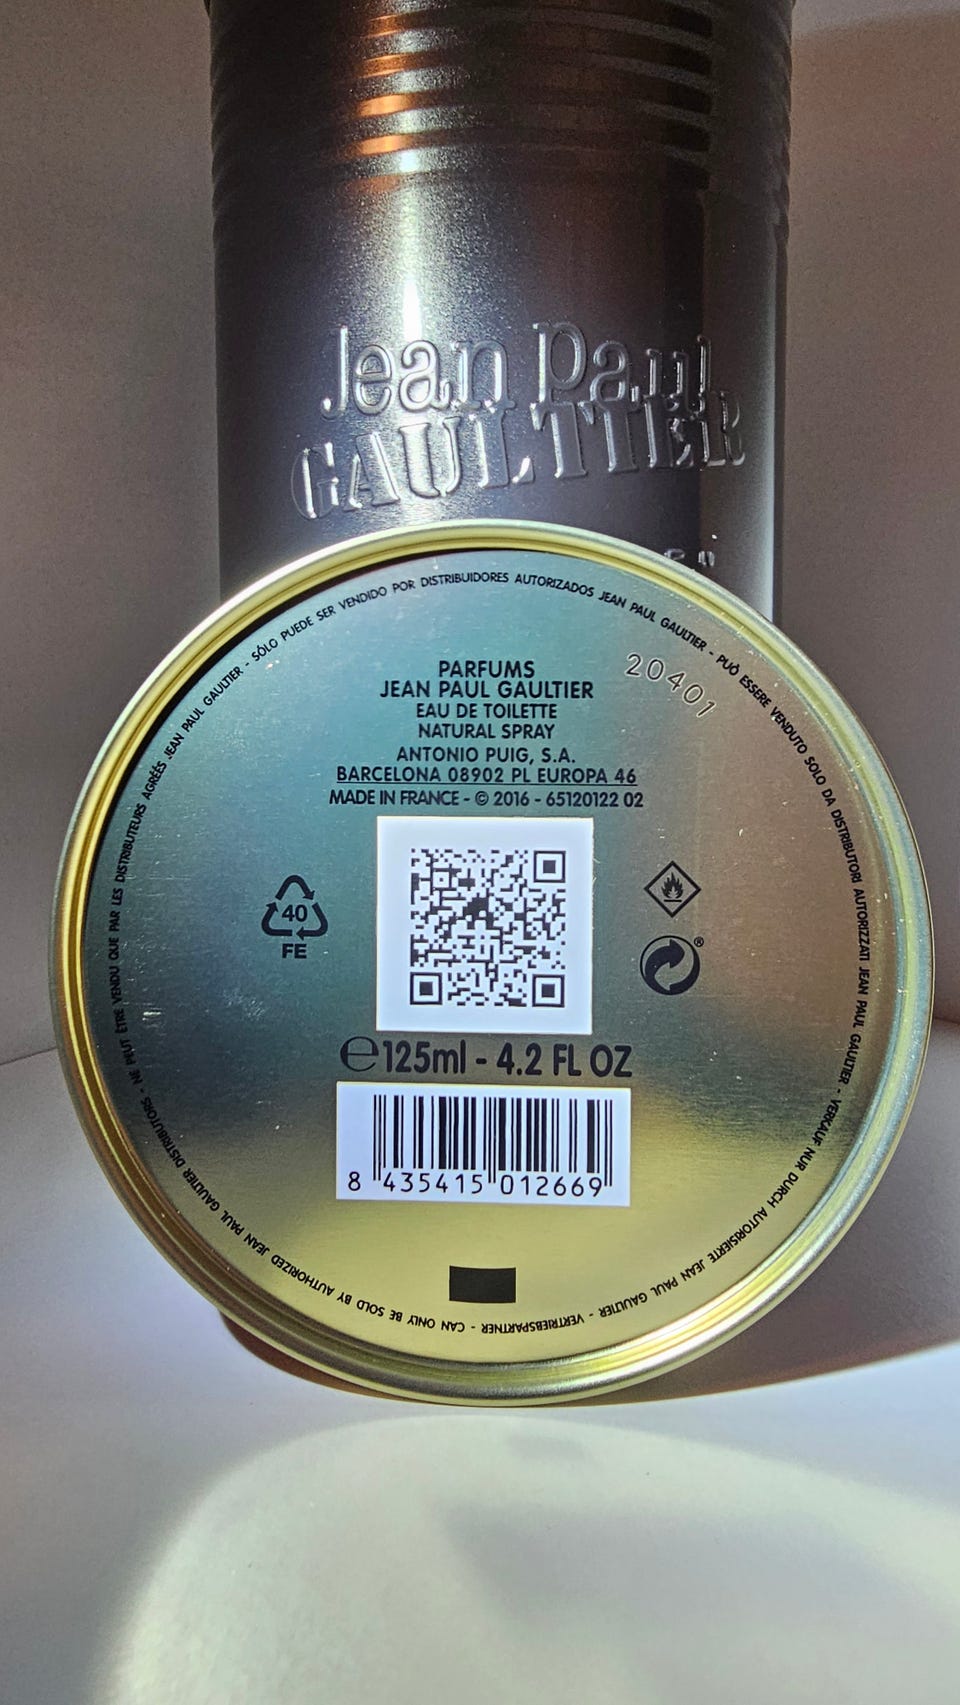 Jean Paul
GAULTIER
PARFUMS
JEAN PAUL GAULTIER
EAU DE TOILETTE
NATURAL SPRAY
ANTONIO PUIG, S.A.
BARCELONA 08902 PL EUROPA 46
MADE IN FRANCE - © 2016 - 65120122 02
20401
40
FE
®
℮125ml - 4.2 FL OZ
8 435415 012669
SÓLO PUEDE SER VENDIDO POR DISTRIBUIDORES AUTORIZADOS JEAN PAUL GAULTIER - PUÒ ESSERE VENDUTO SOLO DA DISTRIBUTORI AUTORIZZATI JEAN PAUL GAULTIER - VERKAUF NUR DURCH AUTORISIERTE JEAN PAUL GAULTIER - VERTRIEBSPARTNER - CAN ONLY BE SOLD BY AUTHORIZED JEAN PAUL GAULTIER DISTRIBUTORS - NE PEUT ÊTRE VENDU QUE PAR LES DISTRIBUTEURS AGRÉÉS JEAN PAUL GAULTIER -